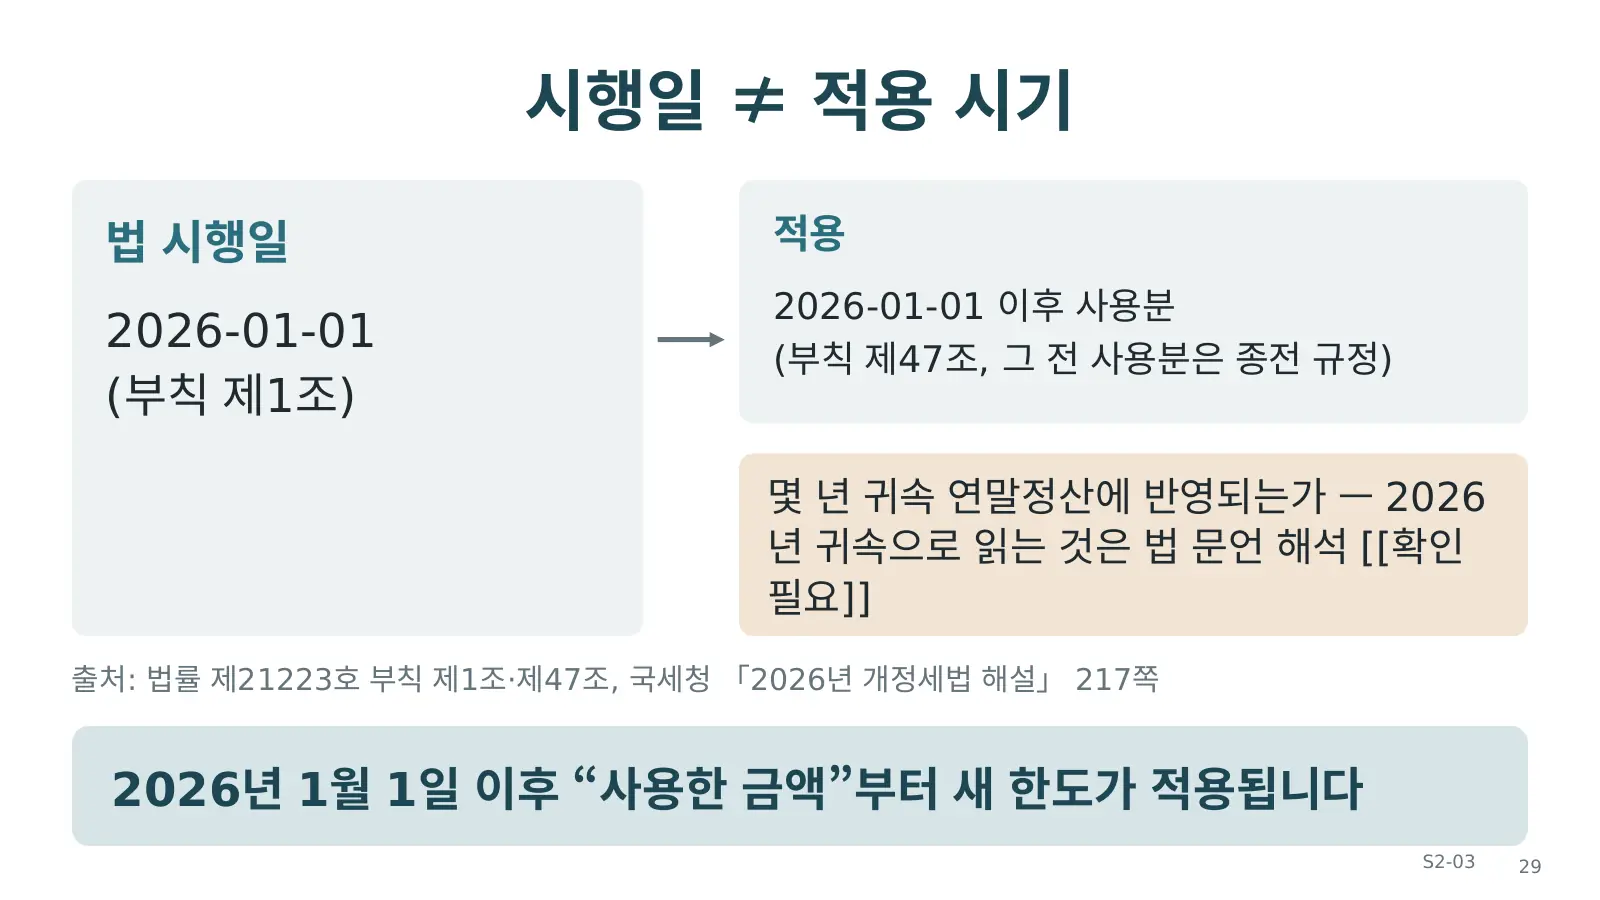 시행일 ≠ 적용 시기
법 시행일
2026-01-01
(부칙 제1조)
적용
2026-01-01 이후 사용분
(부칙 제47조, 그 전 사용분은 종전 규정)
몇 년 귀속 연말정산에 반영되는가 — 2026
년 귀속으로 읽는 것은 법 문언 해석 [[확인
필요]]
출처: 법률 제21223호 부칙 제1조·제47조, 국세청 「2026년 개정세법 해설」 217쪽
2026년 1월 1일 이후 “사용한 금액”부터 새 한도가 적용됩니다
S2-03
29